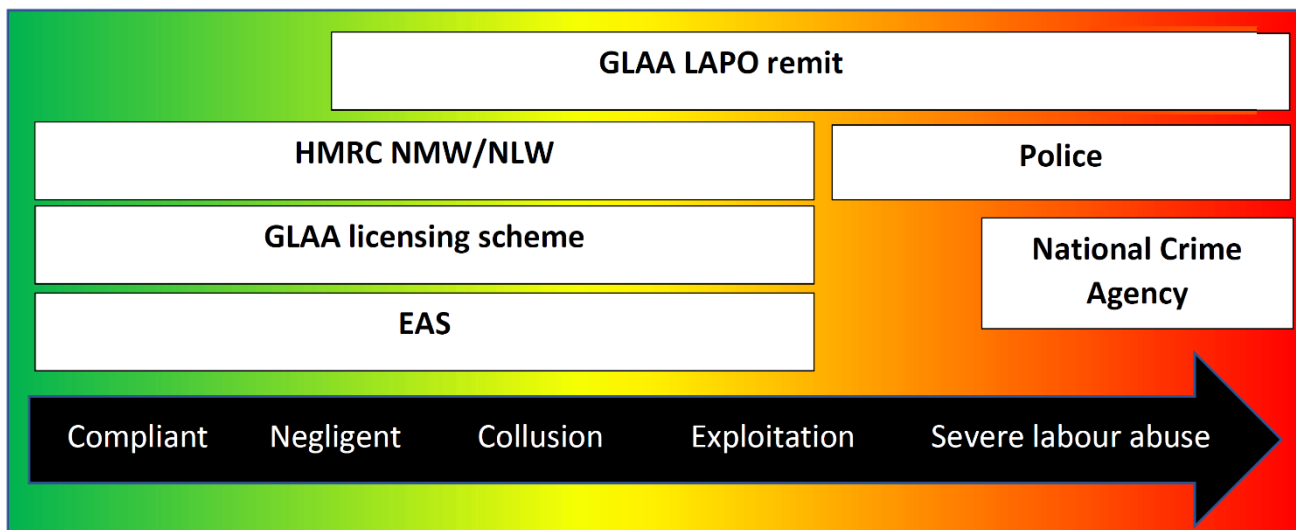 GLAA LAPO remit
HMRC NMW/NLW
Police
GLAA licensing scheme
National Crime
Agency
EAS
Compliant Negligent Collusion Exploitation Severe labour abuse